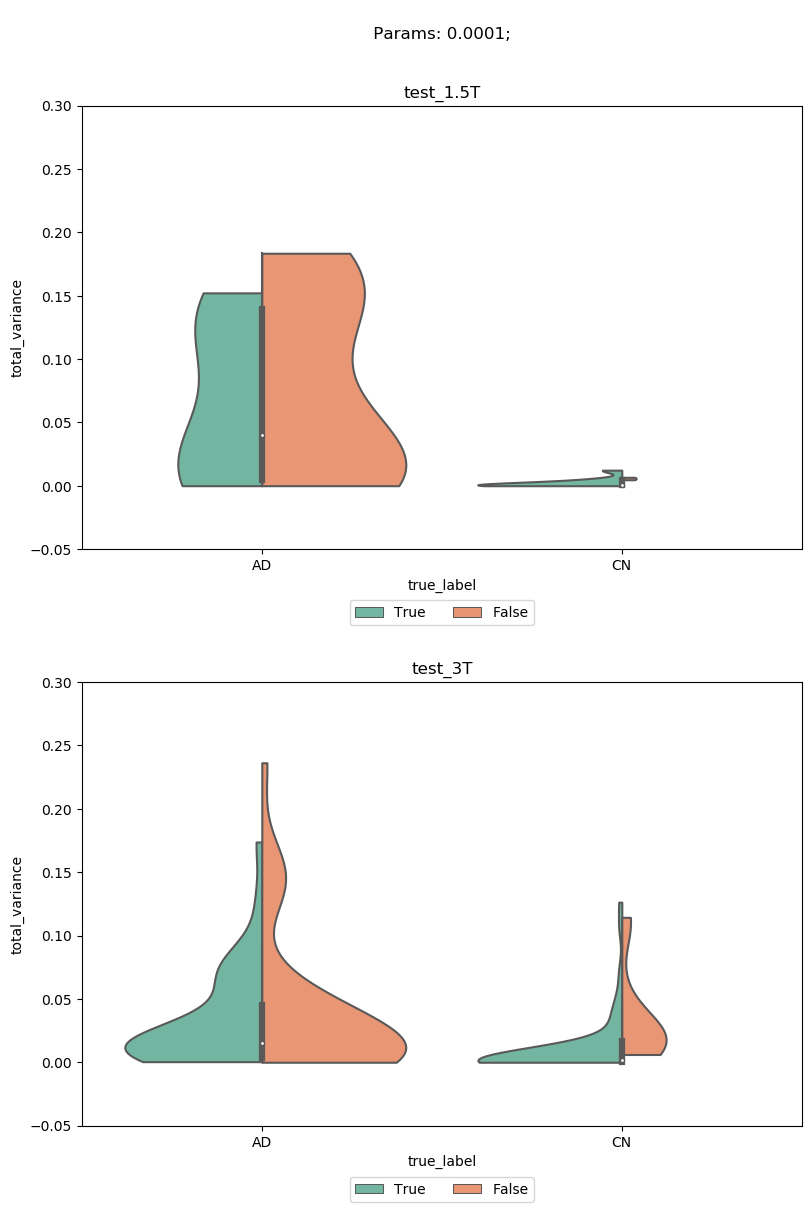 Params: 0.0001;
test_1.5T
0.30
0.25
0.20
0.15
0.10
0.05
0.00
−0.05
total_variance
AD CN
true_label
True False
test_3T
0.30
0.25
0.20
0.15
0.10
0.05
0.00
−0.05
total_variance
AD CN
true_label
True False